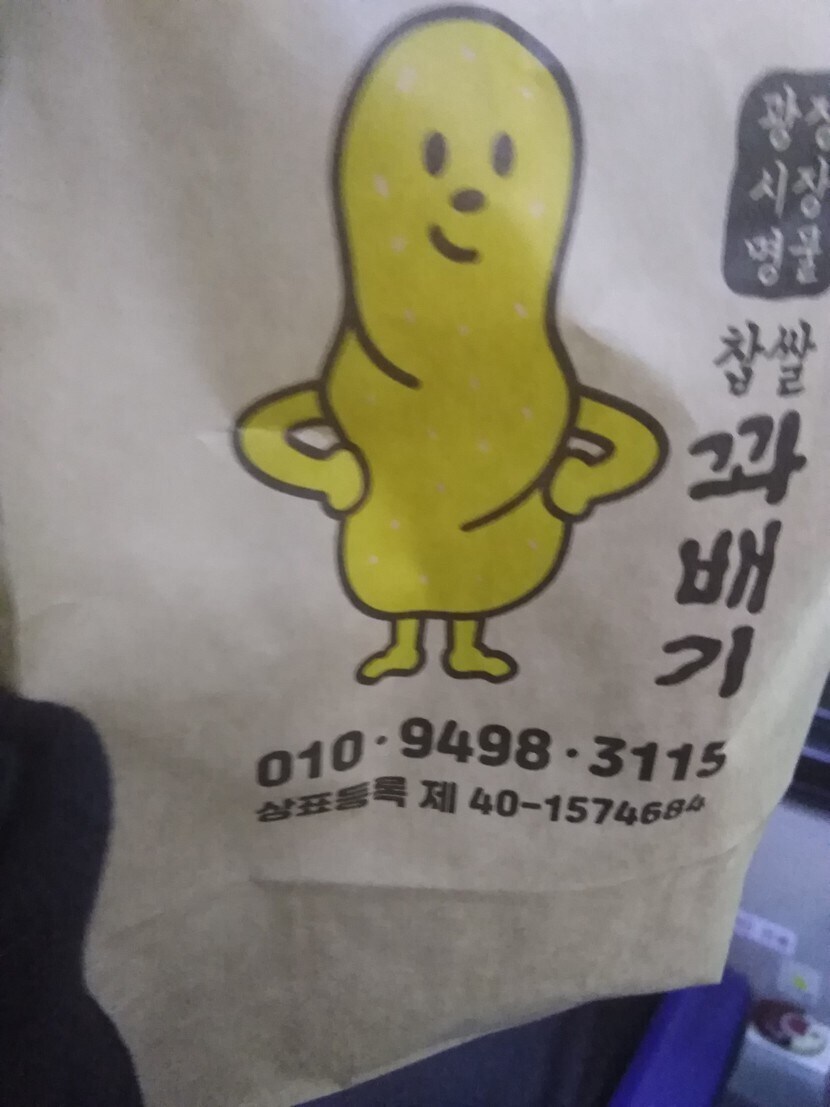 광장
시장
명물
찹쌀
꽈
배
기
010·9498·3115
상표등록 제 40-1574684